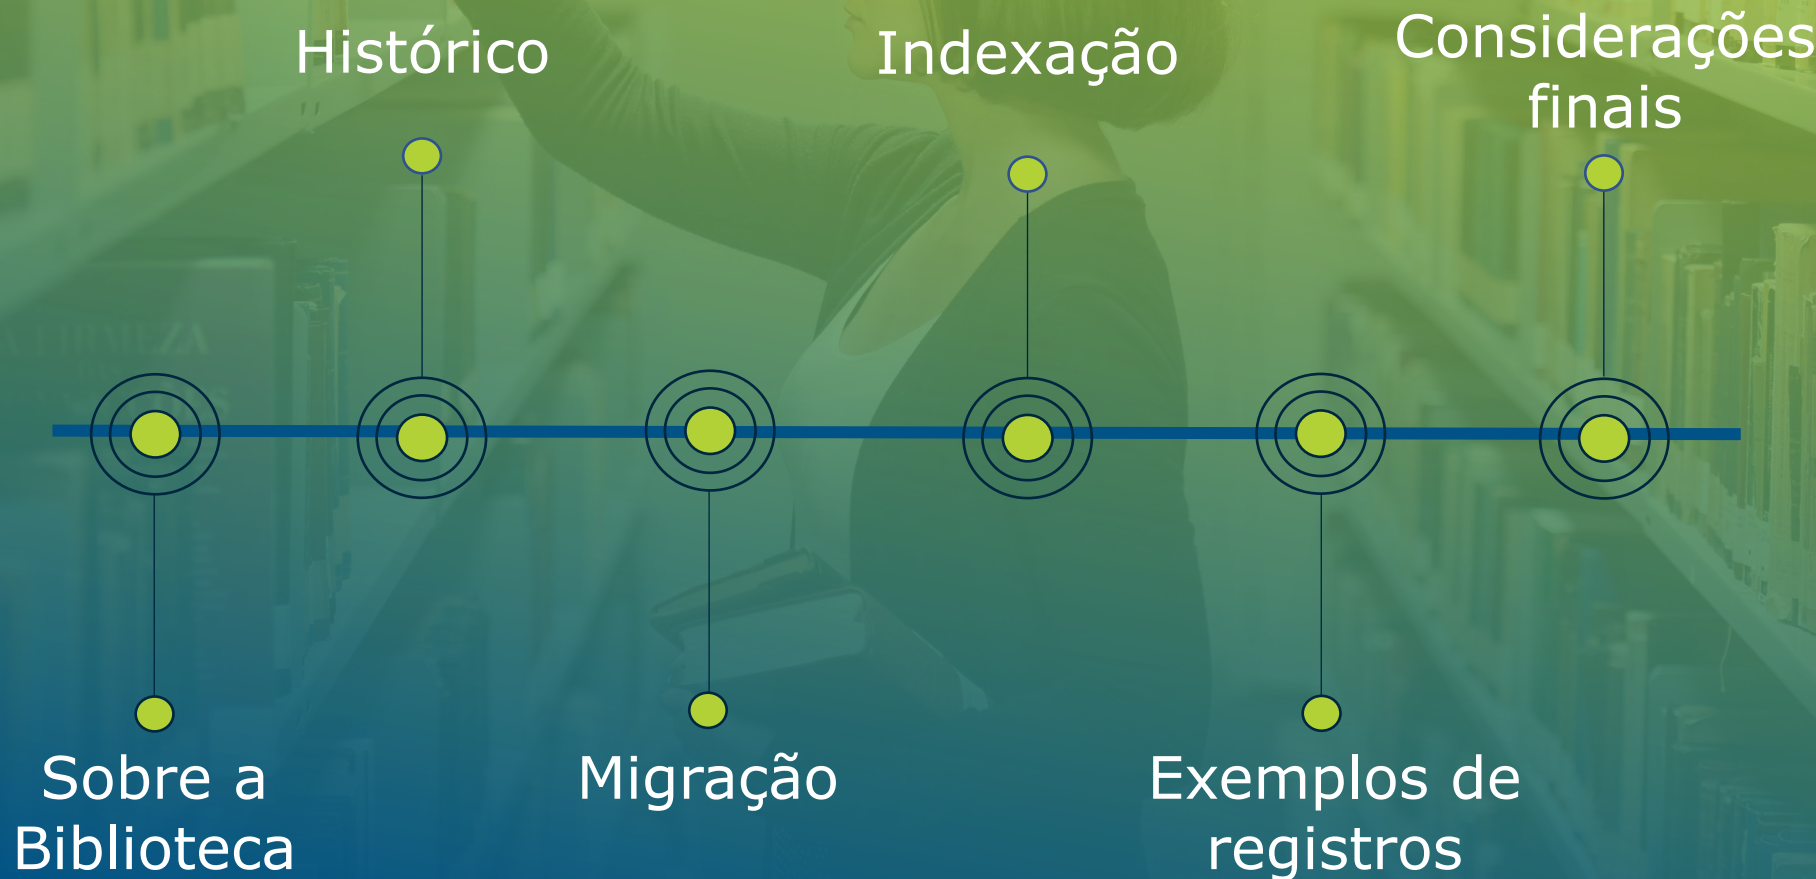 Histórico
Indexação
Considerações
finais
Sobre a
Biblioteca
Migração
Exemplos de
registros